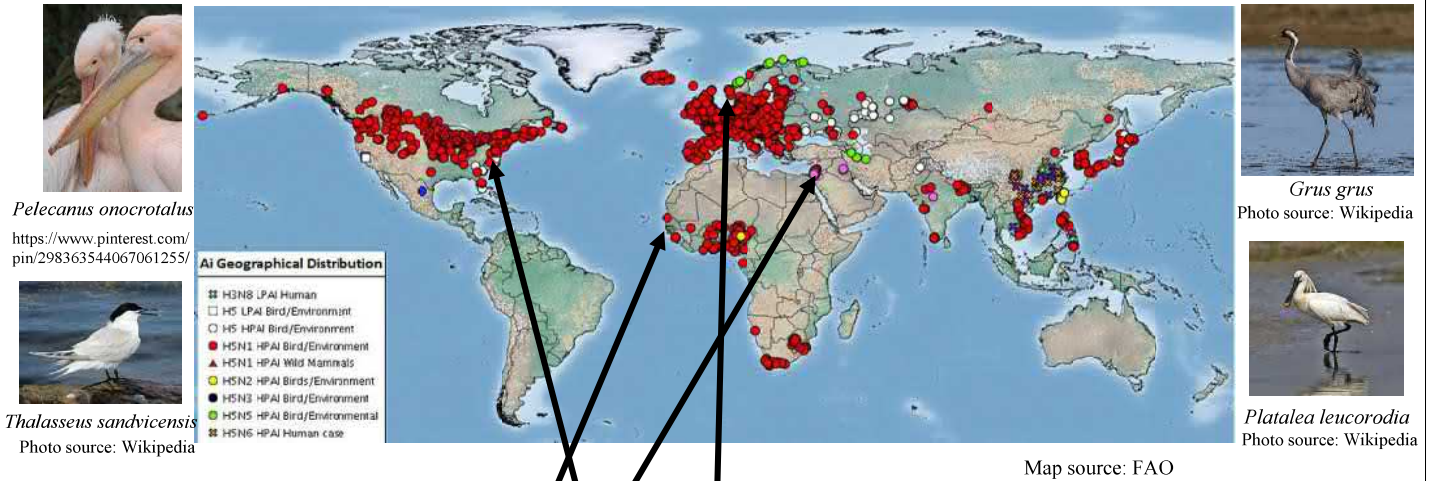 Pelecanus onocrotalus
https://www.pinterest.com/
pin/298363544067061255/
Thalasseus sandvicensis
Photo source: Wikipedia
Ai Geographical Distribution
H3N8 LPAI Human
H5 LPAI Bird/Environment
H5 HPAI Bird/Environment
H5N1 HPAI Bird/Environment
H5N1 HPAI Wild Mammals
H5N2 HPAI Birds/Environment
H5N3 HPAI Bird/Environment
H5N5 HPAI Bird/Environmental
H5N6 HPAI Human case
Grus grus
Photo source: Wikipedia
Platalea leucorodia
Photo source: Wikipedia
Map source: FAO